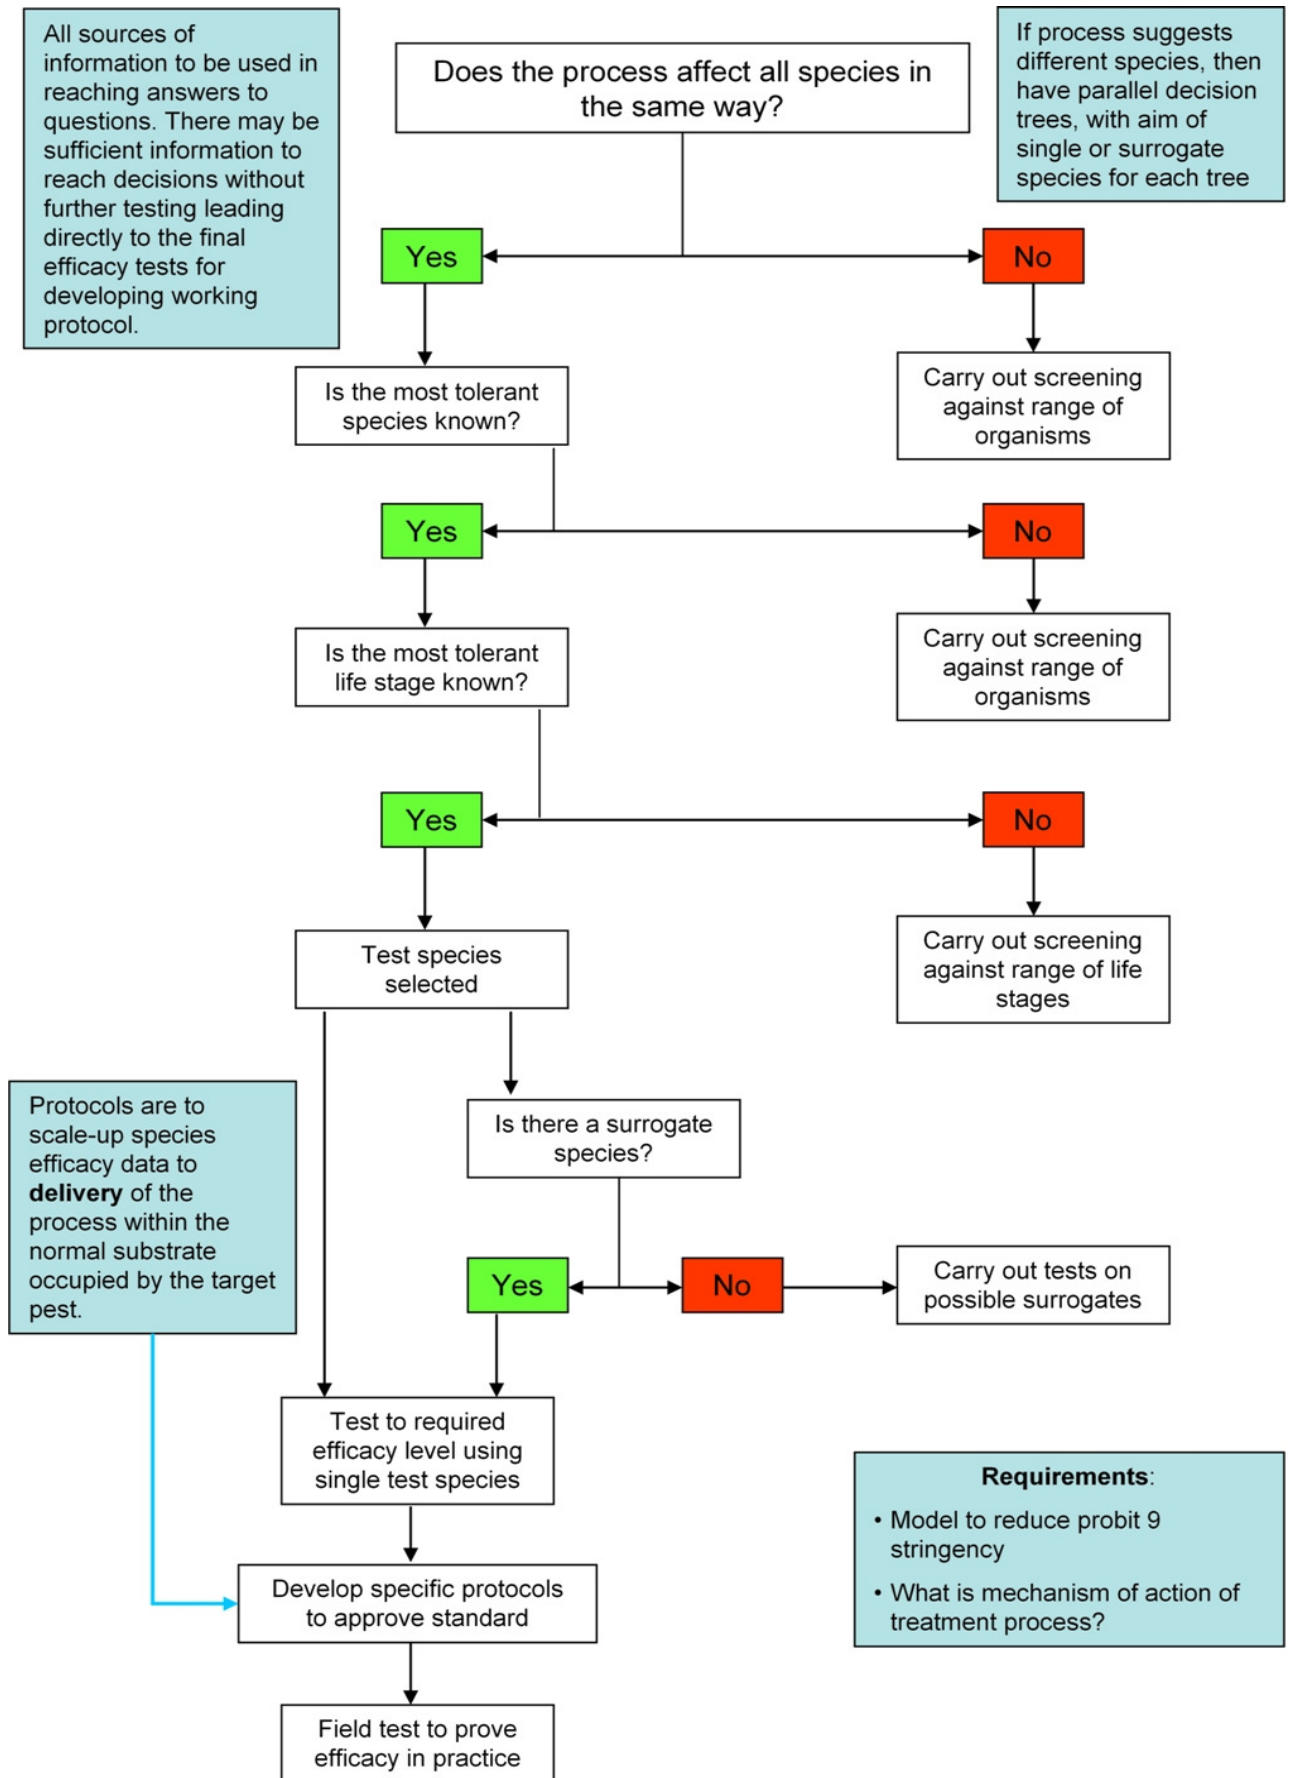 All sources of
information to be used in
reaching answers to
questions. There may be
sufficient information to
reach decisions without
further testing leading
directly to the final
efficacy tests for
developing working
protocol.
Does the process affect all species in
the same way?
If process suggests
different species, then
have parallel decision
trees, with aim of
single or surrogate
species for each tree
Yes
No
Is the most tolerant
species known?
Carry out screening
against range of
organisms
Yes
No
Is the most tolerant
life stage known?
Carry out screening
against range of
organisms
Yes
No
Test species
selected
Carry out screening
against range of life
stages
Protocols are to
scale-up species
efficacy data to
delivery of the
process within the
normal substrate
occupied by the target
pest.
Is there a surrogate
species?
Yes
No
Carry out tests on
possible surrogates
Test to required
efficacy level using
single test species
Requirements:
• Model to reduce probit 9
stringency
• What is mechanism of action of
treatment process?
Develop specific protocols
to approve standard
Field test to prove
efficacy in practice